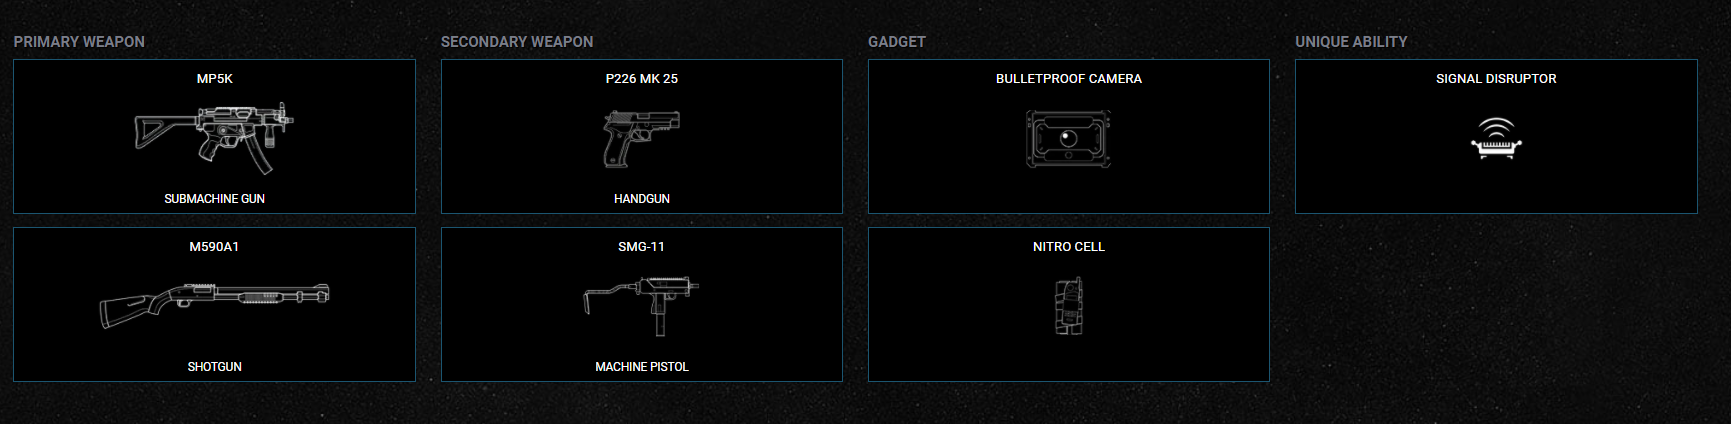 PRIMARY WEAPON
SECONDARY WEAPON
GADGET
UNIQUE ABILITY
MP5K
P226 MK 25
BULLETPROOF CAMERA
SIGNAL DISRUPTOR
SUBMACHINE GUN
HANDGUN
M590A1
SMG-11
NITRO CELL
SHOTGUN
MACHINE PISTOL